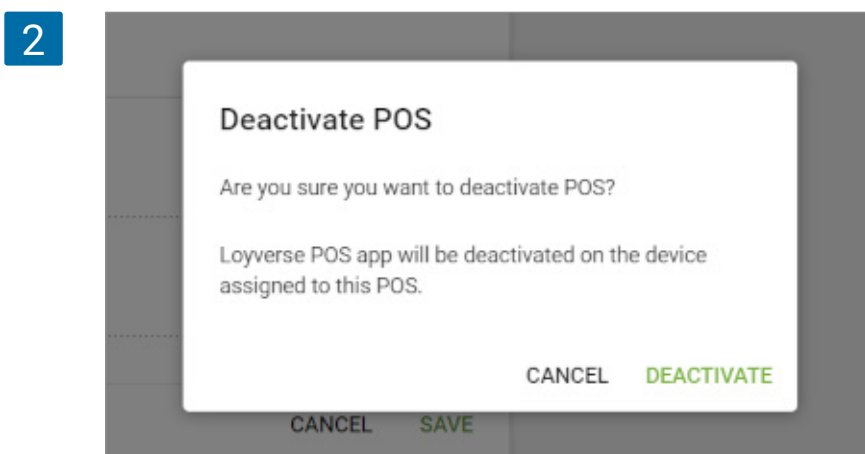 2
Deactivate POS
Are you sure you want to deactivate POS?
Loyverse POS app will be deactivated on the device
assigned to this POS.
CANCEL DEACTIVATE
CANCEL SAVE